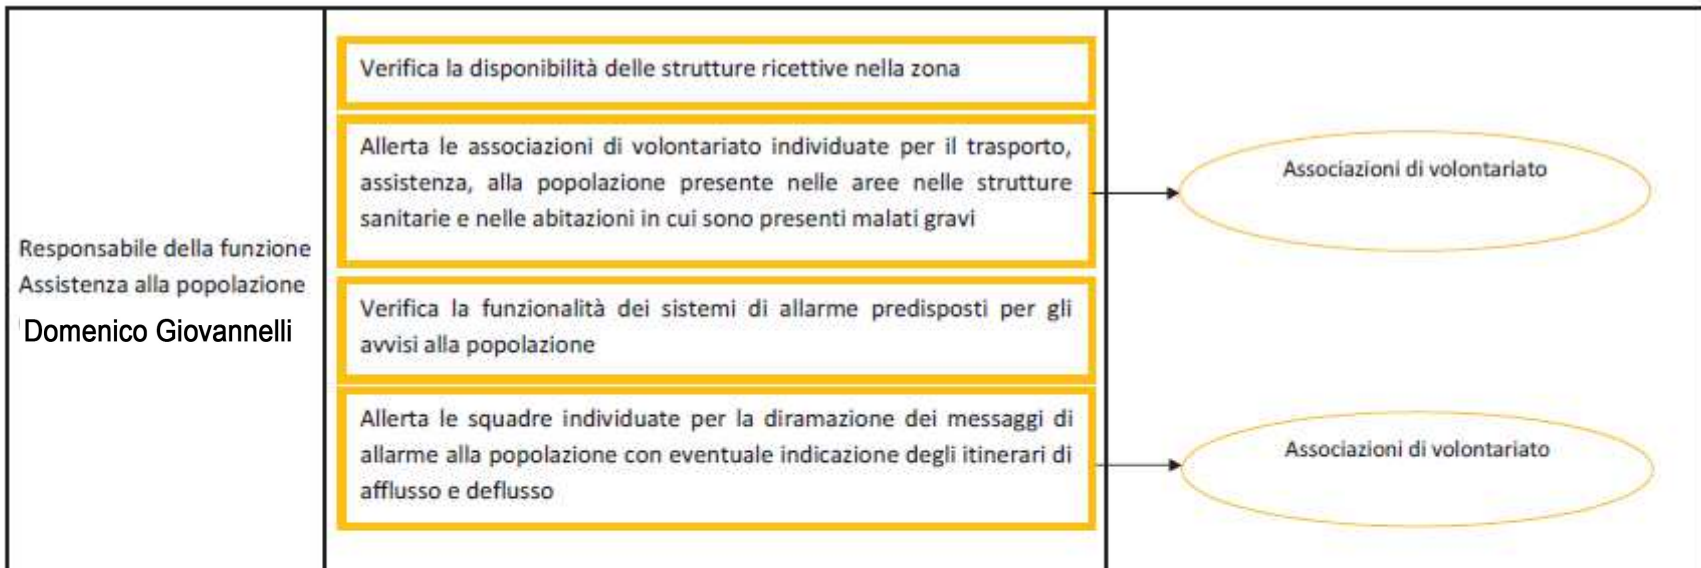 Responsabile della funzione
Assistenza alla popolazione
Domenico Giovannelli
Verifica la disponibilità delle strutture ricettive nella zona
Allerta le associazioni di volontariato individuate per il trasporto,
assistenza, alla popolazione presente nelle aree nelle strutture
sanitarie e nelle abitazioni in cui sono presenti malati gravi
Associazioni di volontariato
Verifica la funzionalità dei sistemi di allarme predisposti per gli
avvisi alla popolazione
Allerta le squadre individuate per la diramazione dei messaggi di
allarme alla popolazione con eventuale indicazione degli itinerari di
afflusso e deflusso
Associazioni di volontariato